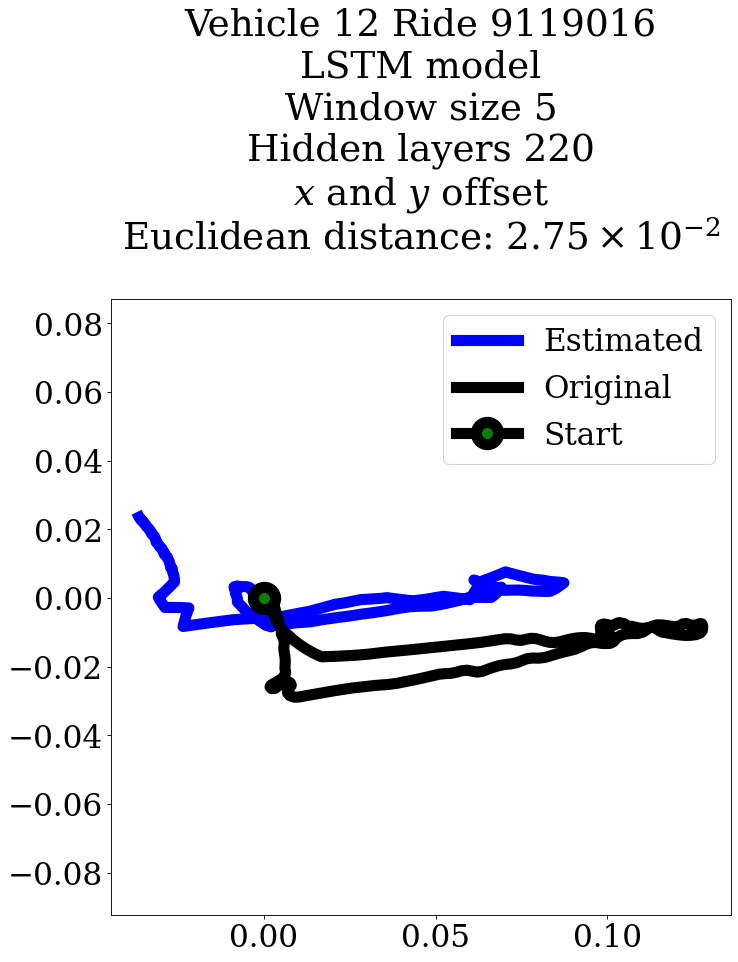 Vehicle 12 Ride 9119016
LSTM model
Window size 5
Hidden layers 220
x and y offset
Euclidean distance: 2.75 × 10⁻²
Estimated
Original
Start
0.08
0.06
0.04
0.02
0.00
−0.02
−0.04
−0.06
−0.08
0.00 0.05 0.10